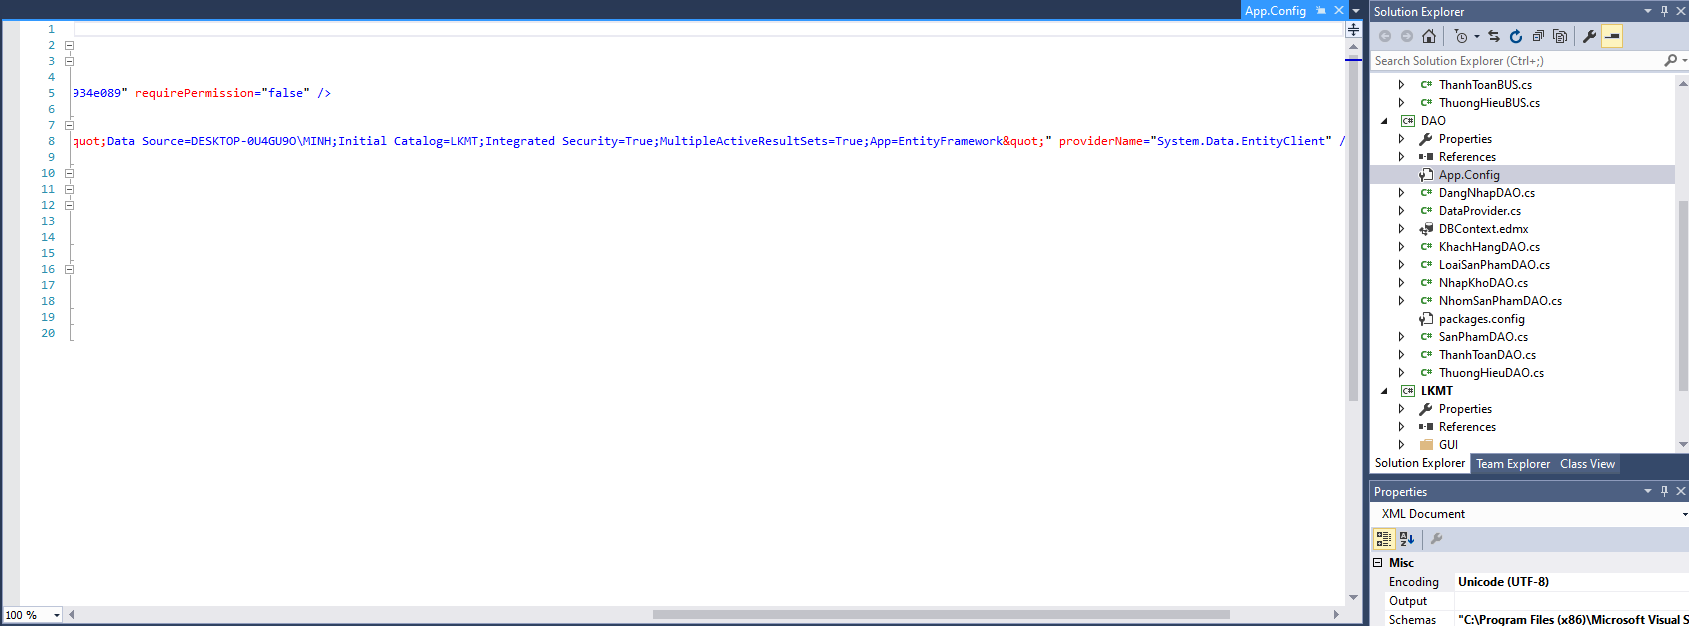 App.Config
1
2
3
4
5 934e089" requirePermission="false" />
6
7
8 quot;Data Source=DESKTOP-0U4GU9O\MINH;Initial Catalog=LKMT;Integrated Security=True;MultipleActiveResultSets=True;App=EntityFramework&quot;" providerName="System.Data.EntityClient" /
9
10
11
12
13
14
15
16
17
18
19
20
100 %
Solution Explorer
Search Solution Explorer (Ctrl+;)
C# ThanhToanBUS.cs
C# ThuongHieuBUS.cs
C# DAO
Properties
References
App.Config
C# DangNhapDAO.cs
C# DataProvider.cs
DBContext.edmx
C# KhachHangDAO.cs
C# LoaiSanPhamDAO.cs
C# NhapKhoDAO.cs
C# NhomSanPhamDAO.cs
packages.config
C# SanPhamDAO.cs
C# ThanhToanDAO.cs
C# ThuongHieuDAO.cs
C# LKMT
Properties
References
GUI
Solution Explorer Team Explorer Class View
Properties
XML Document
Misc
Encoding Unicode (UTF-8)
Output
Schemas "C:\Program Files (x86)\Microsoft Visual S